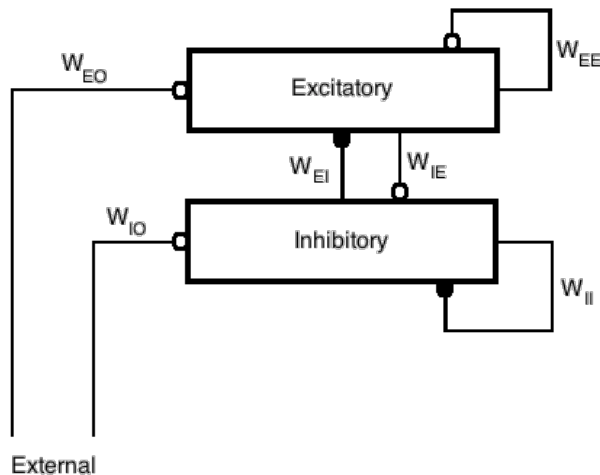 W_EO
Excitatory
W_EE
W_EI
W_IE
W_IO
Inhibitory
W_II
External